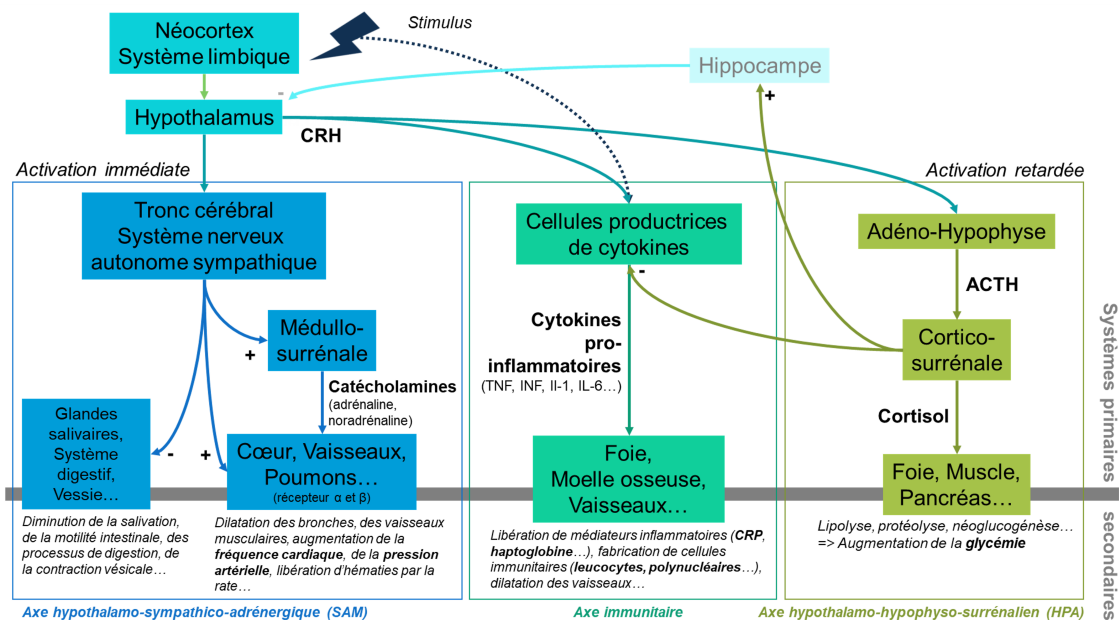 Néocortex
Système limbique
Stimulus
Hippocampe
-
+
Hypothalamus
CRH
Activation immédiate
Activation retardée
Tronc cérébral
Système nerveux
autonome sympathique
Médullo-
surrénale
+
Catécholamines
(adrénaline,
noradrénaline)
Glandes
salivaires,
Système
digestif,
Vessie…
-
+
Cœur, Vaisseaux,
Poumons…
(récepteur α et β)
Diminution de la salivation,
de la motilité intestinale, des
processus de digestion, de
la contraction vésicale…
Dilatation des bronches, des vaisseaux
musculaires, augmentation de la
fréquence cardiaque, de la pression
artérielle, libération d'hématies par la
rate…
Axe hypothalamo-sympathico-adrénergique (SAM)
Cellules productrices
de cytokines
-
Cytokines
pro-
inflammatoires
(TNF, INF, Il-1, IL-6…)
Foie,
Moelle osseuse,
Vaisseaux…
Libération de médiateurs inflammatoires (CRP,
haptoglobine…), fabrication de cellules
immunitaires (leucocytes, polynucléaires…),
dilatation des vaisseaux…
Axe immunitaire
Adéno-Hypophyse
ACTH
Cortico-
surrénale
Cortisol
Foie, Muscle,
Pancréas…
Lipolyse, protéolyse, néoglucogénèse…
=> Augmentation de la glycémie
Axe hypothalamo-hypophyso-surrénalien (HPA)
Systèmes primaires
secondaires